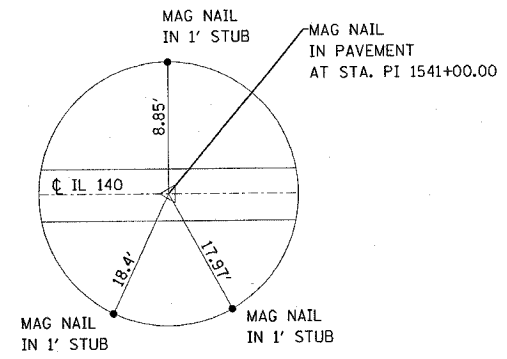 MAG NAIL
IN 1' STUB
MAG NAIL
IN PAVEMENT
AT STA. PI 1541+00.00
8.85'
℄ IL 140
18.4'
17.97'
MAG NAIL
IN 1' STUB
MAG NAIL
IN 1' STUB